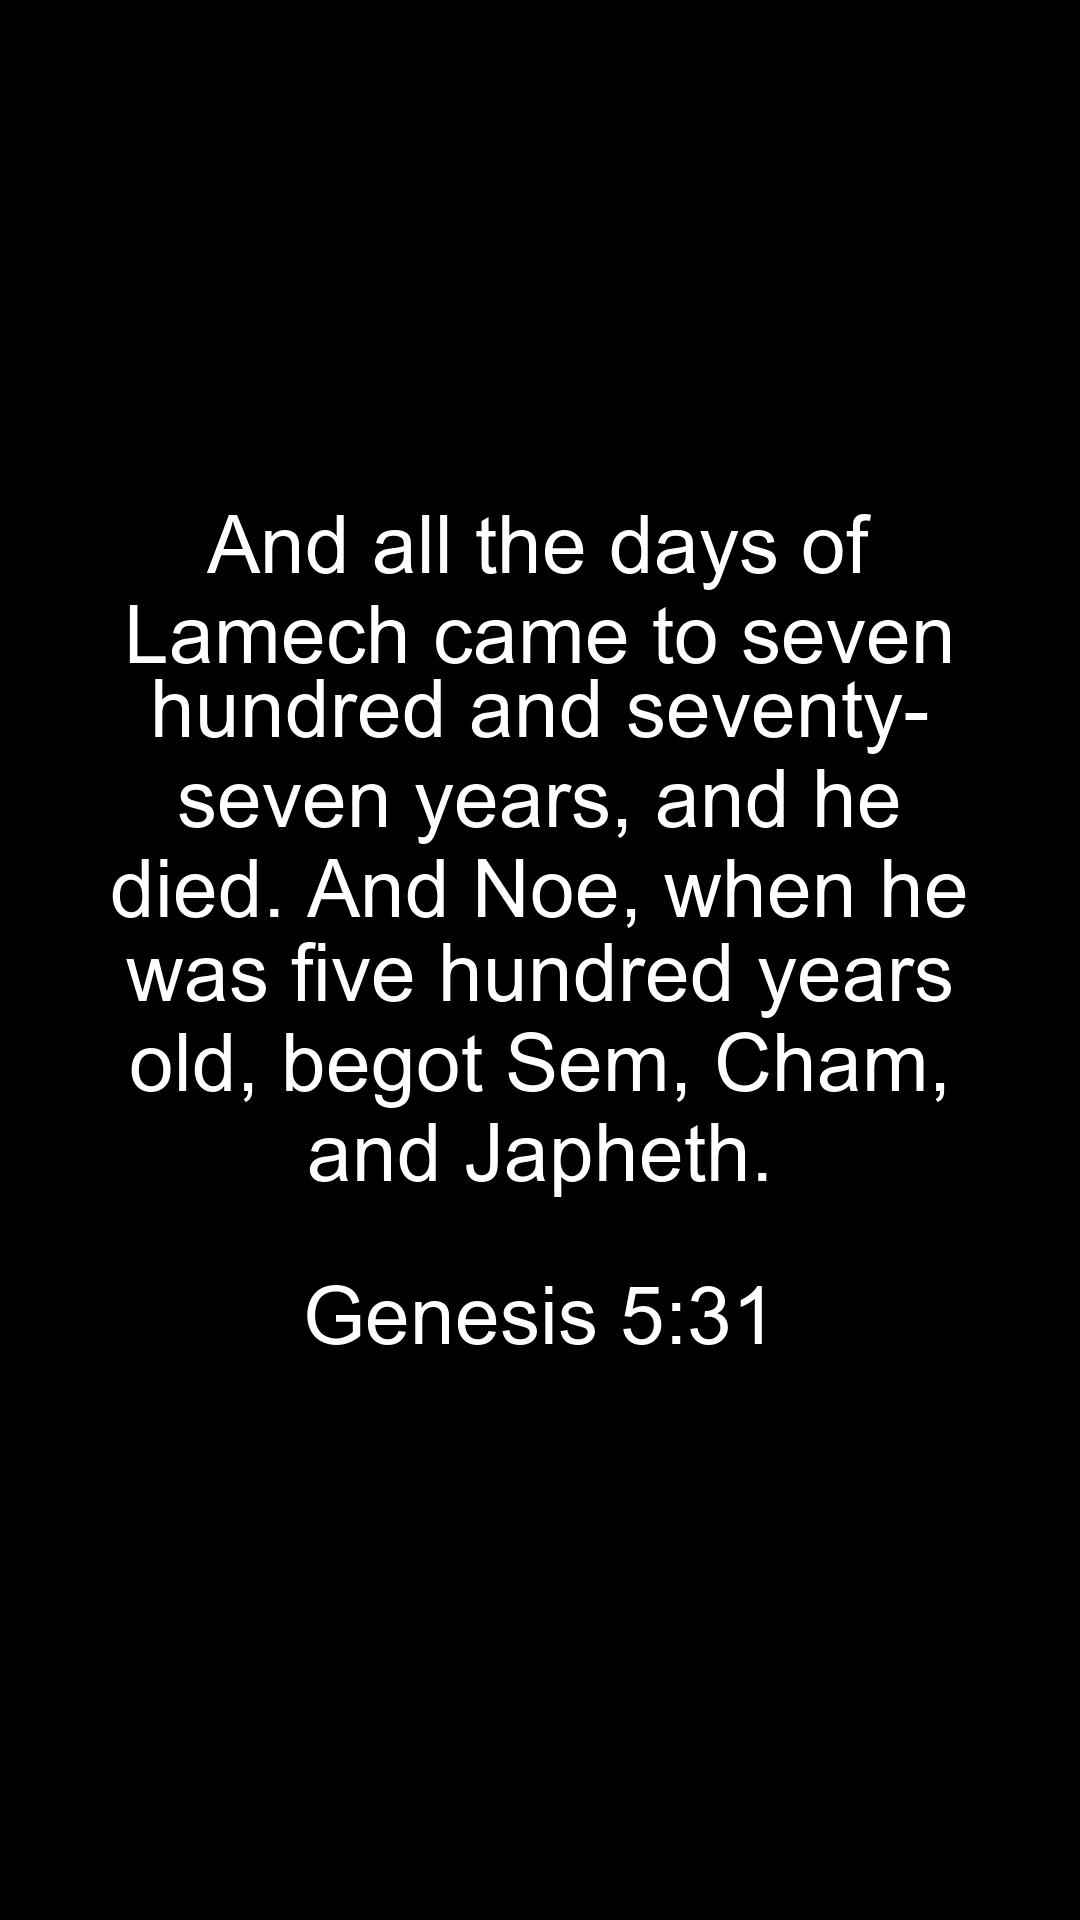 And all the days of
Lamech came to seven
hundred and seventy-
seven years, and he
died. And Noe, when he
was five hundred years
old, begot Sem, Cham,
and Japheth.
Genesis 5:31